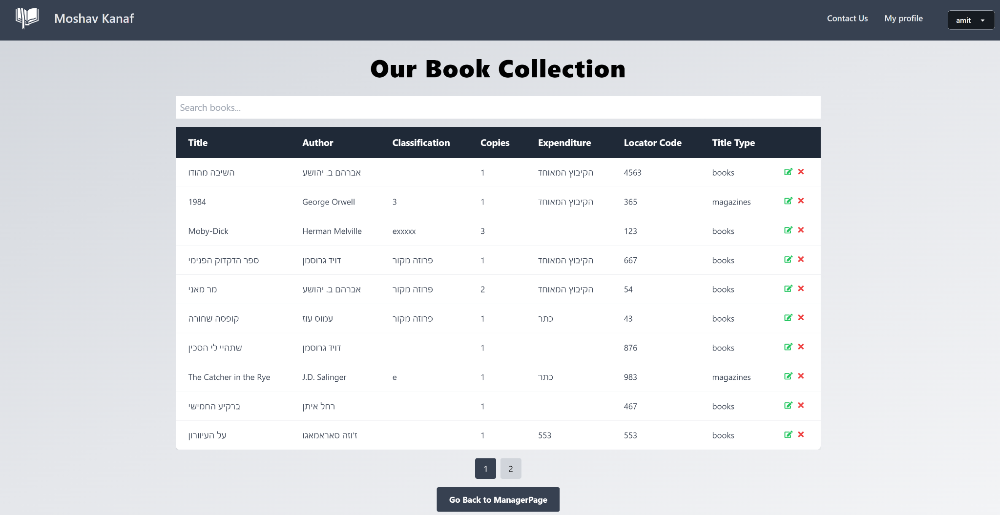 Moshav Kanaf Contact Us My profile amit
Our Book Collection
Search books...
Title Author Classification Copies Expenditure Locator Code Title Type
השיבה מהודו אברהם ב. יהושע 1 הקיבוץ המאוחד 4563 books
1984 George Orwell 3 1 הקיבוץ המאוחד 365 magazines
Moby-Dick Herman Melville exxxxx 3 123 books
ספר הדקדוק הפנימי דויד גרוסמן פרוזה מקור 1 הקיבוץ המאוחד 667 books
מר מאני אברהם ב. יהושע פרוזה מקור 2 הקיבוץ המאוחד 54 books
קופסה שחורה עמוס עוז פרוזה מקור 1 כתר 43 books
שתהיי לי הסכין דויד גרוסמן 1 876 books
The Catcher in the Rye J.D. Salinger e 1 כתר 983 magazines
ברקיע החמישי רחל איתן 1 467 books
על העיוורון ז'וזה סאראמאגו 1 553 553 books
1 2
Go Back to ManagerPage